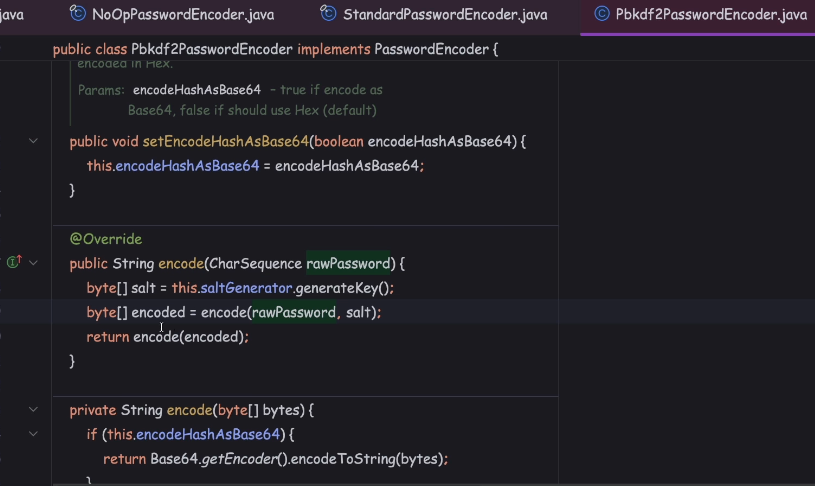 ava
NoOpPasswordEncoder.java
StandardPasswordEncoder.java
Pbkdf2PasswordEncoder.java
public class Pbkdf2PasswordEncoder implements PasswordEncoder {
encoded in Hex.
Params: encodeHashAsBase64 – true if encode as
Base64, false if should use Hex (default)
public void setEncodeHashAsBase64(boolean encodeHashAsBase64) {
this.encodeHashAsBase64 = encodeHashAsBase64;
}
@Override
public String encode(CharSequence rawPassword) {
byte[] salt = this.saltGenerator.generateKey();
byte[] encoded = encode(rawPassword, salt);
return encode(encoded);
}
private String encode(byte[] bytes) {
if (this.encodeHashAsBase64) {
return Base64.getEncoder().encodeToString(bytes);
}